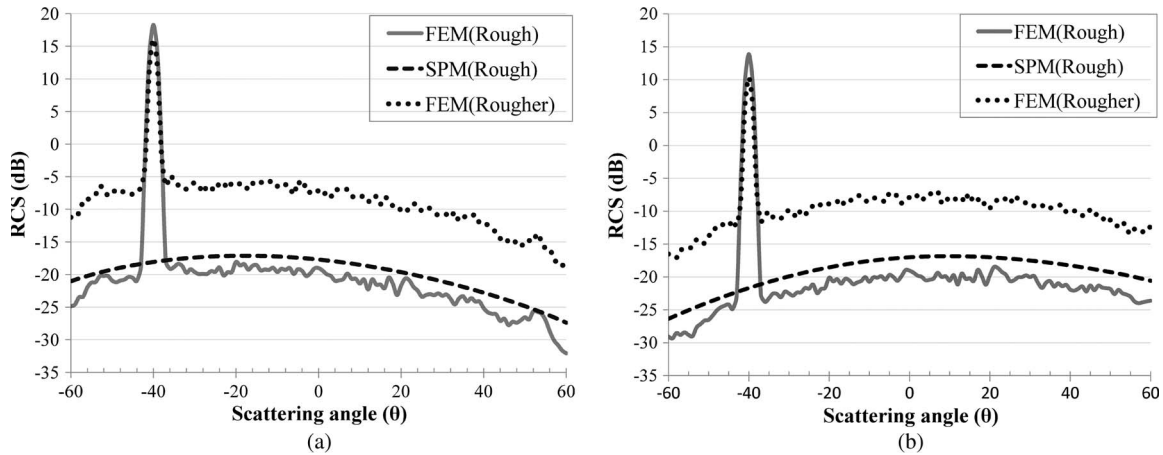 20
15
10
5
0
-5
-10
-15
-20
-25
-30
-35
RCS (dB)
FEM(Rough)
SPM(Rough)
FEM(Rougher)
-60 -40 -20 0 20 40 60
Scattering angle (θ)
(a)
20
15
10
5
0
-5
-10
-15
-20
-25
-30
-35
RCS (dB)
FEM(Rough)
SPM(Rough)
FEM(Rougher)
-60 -40 -20 0 20 40 60
Scattering angle (θ)
(b)